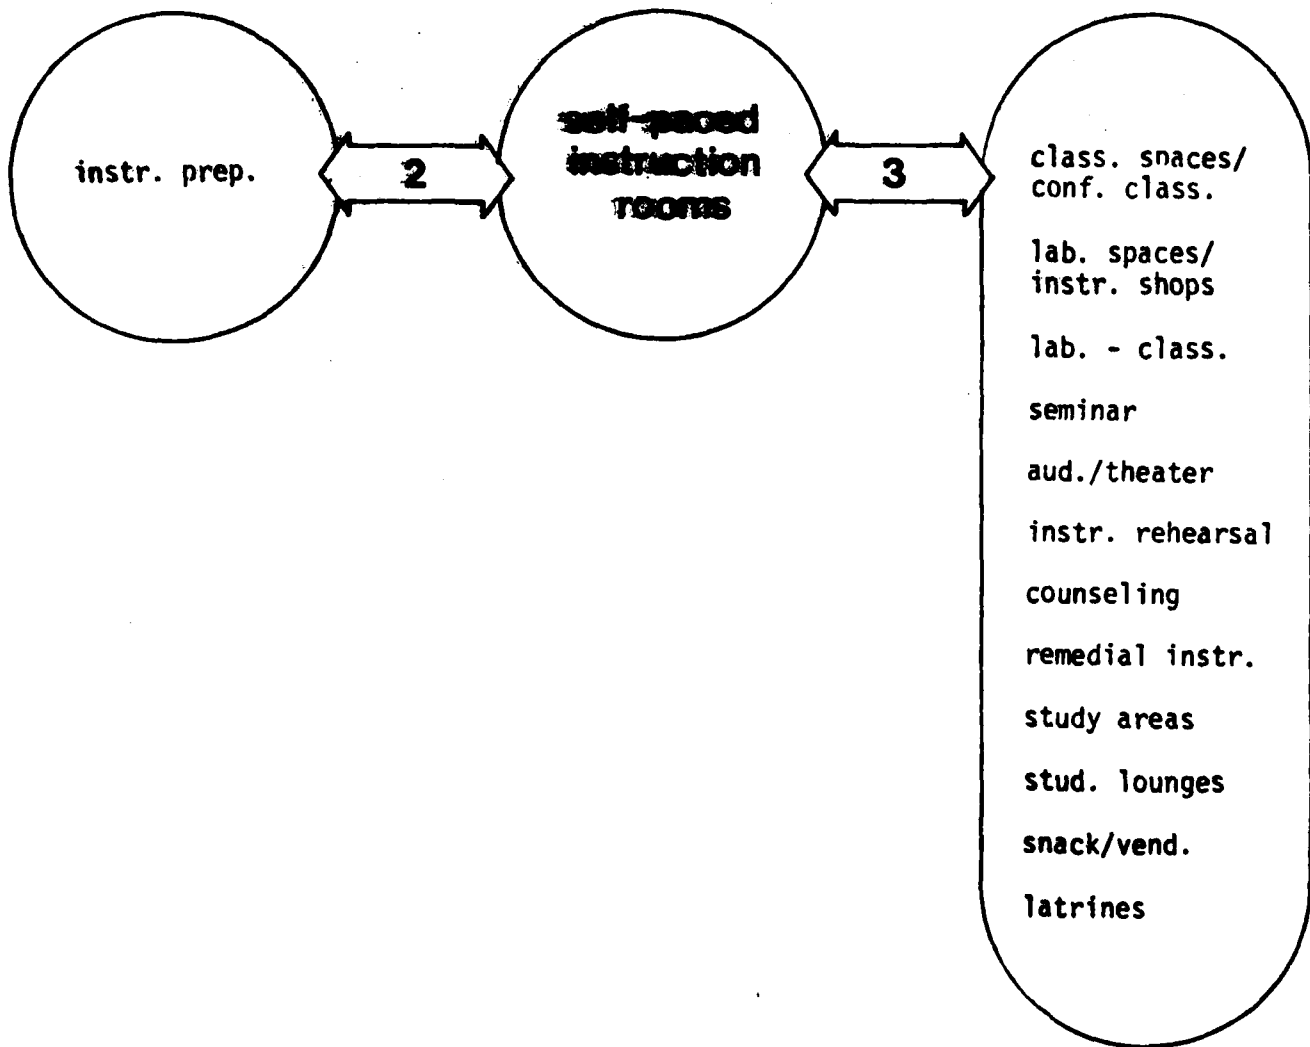 instr. prep.
2
self-paced
instruction
rooms
3
class. spaces/
conf. class.
lab. spaces/
instr. shops
lab. - class.
seminar
aud./theater
instr. rehearsal
counseling
remedial instr.
study areas
stud. lounges
snack/vend.
latrines